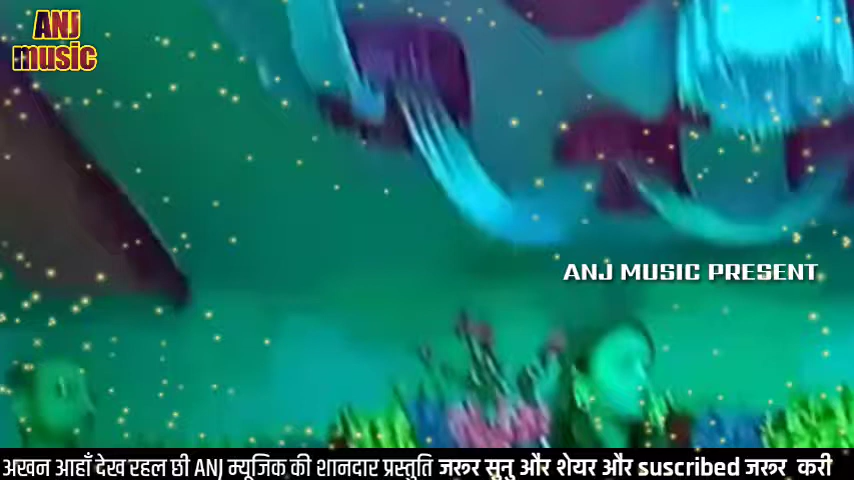 ANJ
music
ANJ MUSIC PRESENT
अखन आहाँ देख रहल छी ANJ म्यूजिक की शानदार प्रस्तुति जरूर सुनु और शेयर और suscribed जरूर करी